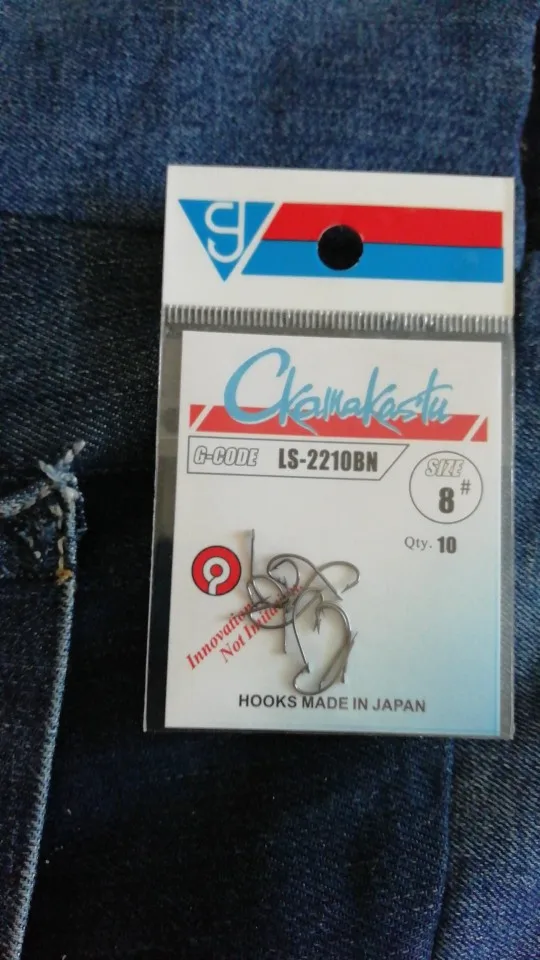 Ckamakastu
G-CODE LS-2210BN
SIZE
8#
Qty. 10
Innovation
Not Imitation
HOOKS MADE IN JAPAN